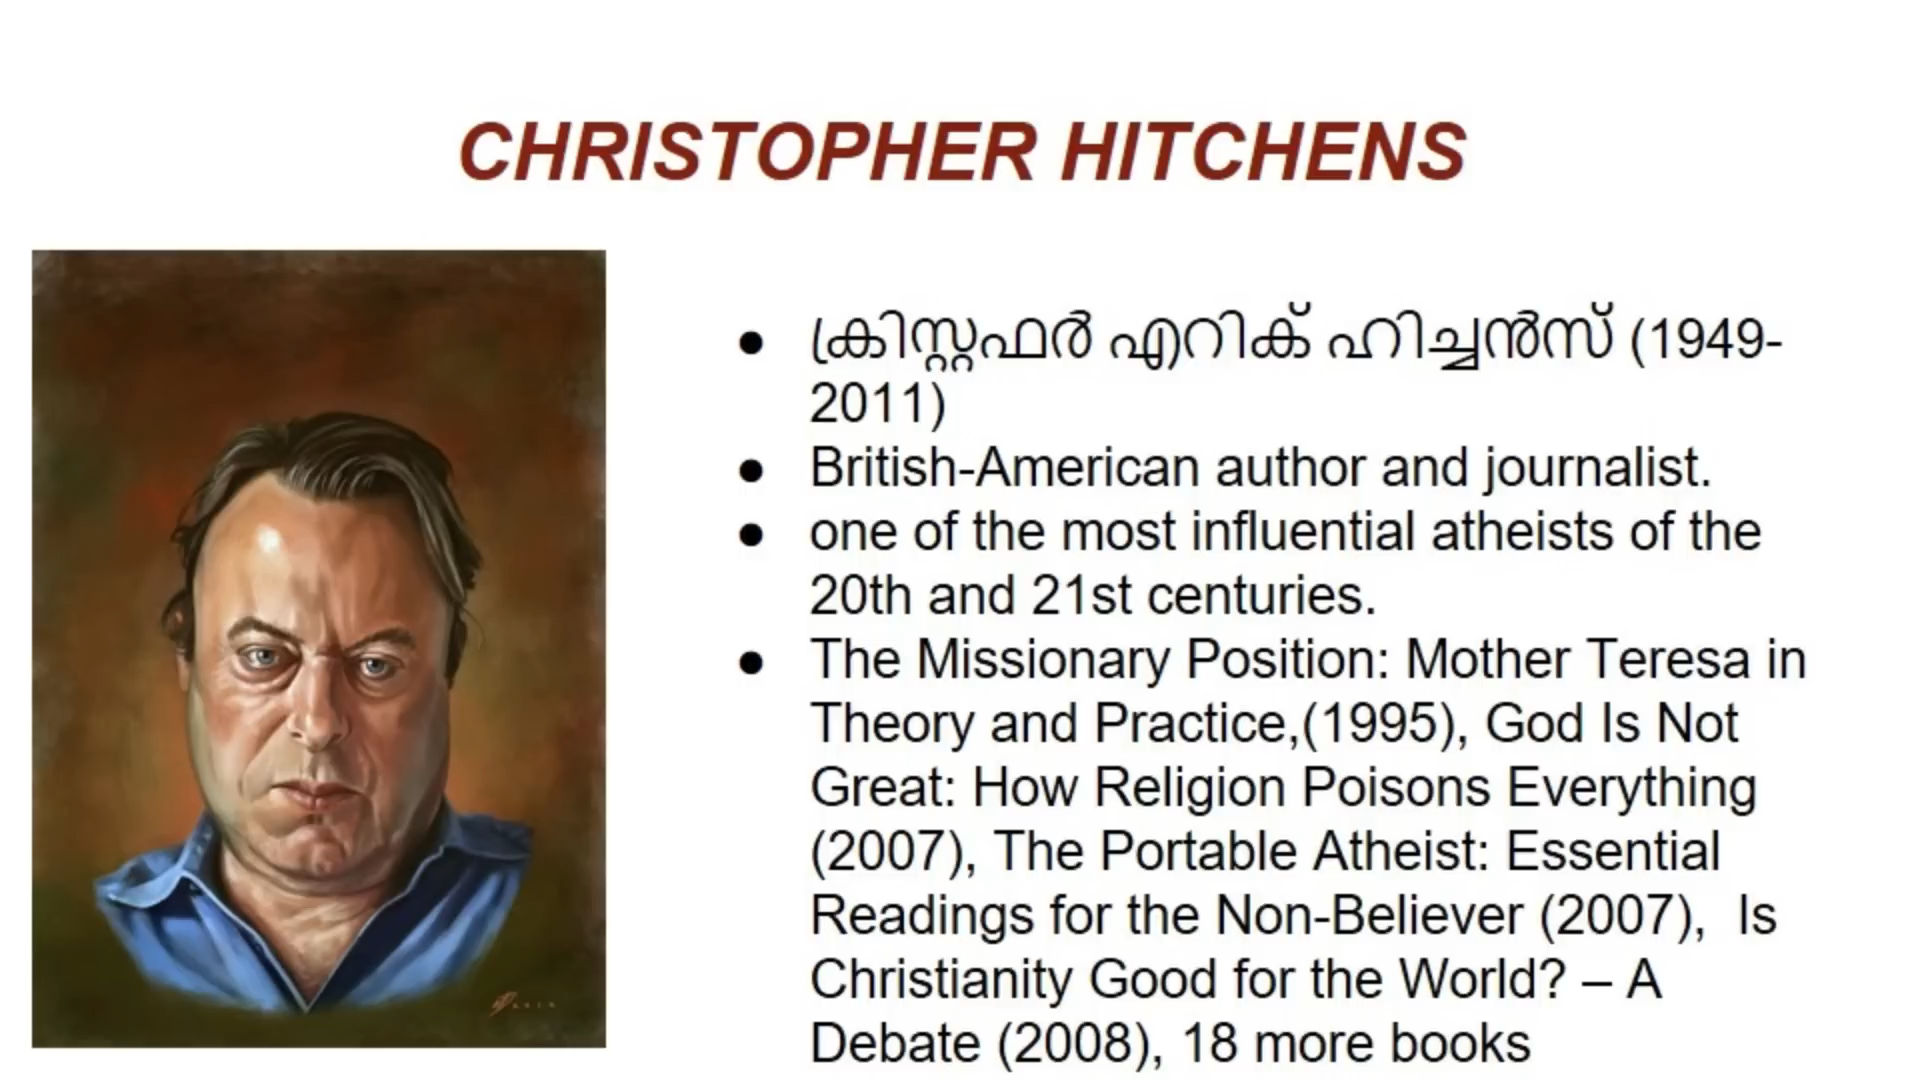 CHRISTOPHER HITCHENS
● ക്രിസ്റ്റഫർ എറിക് ഹിച്ചൻസ് (1949-
2011)
● British-American author and journalist.
● one of the most influential atheists of the
20th and 21st centuries.
● The Missionary Position: Mother Teresa in
Theory and Practice,(1995), God Is Not
Great: How Religion Poisons Everything
(2007), The Portable Atheist: Essential
Readings for the Non-Believer (2007),  Is
Christianity Good for the World? – A
Debate (2008), 18 more books